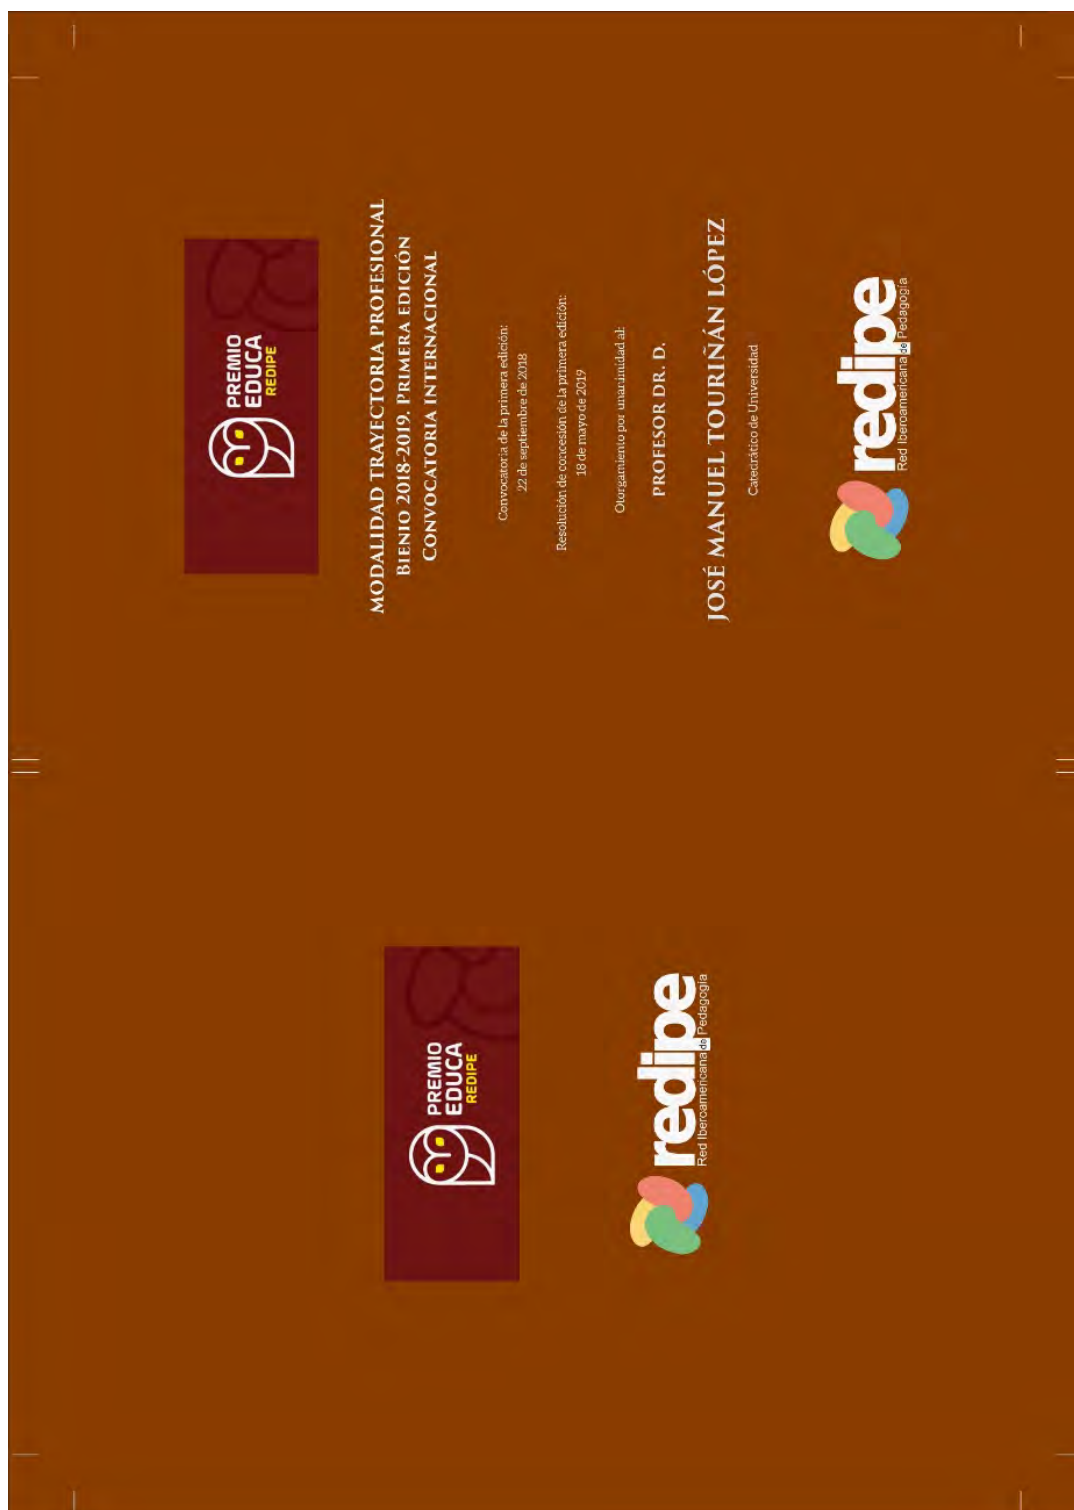 PREMIO
EDUCA
REDIPE
MODALIDAD TRAYECTORIA PROFESIONAL
BIENIO 2018-2019. PRIMERA EDICIÓN
CONVOCATORIA INTERNACIONAL
Convocatoria de la primera edición:
22 de septiembre de 2018
Resolución de concesión de la primera edición:
18 de mayo de 2019
Otorgamiento por unanimidad al:
PROFESOR DR. D.
JOSÉ MANUEL TOURIÑÁN LÓPEZ
Catedrático de Universidad
redipe
Red Iberoamericana de Pedagogía
PREMIO
EDUCA
REDIPE
redipe
Red Iberoamericana de Pedagogía